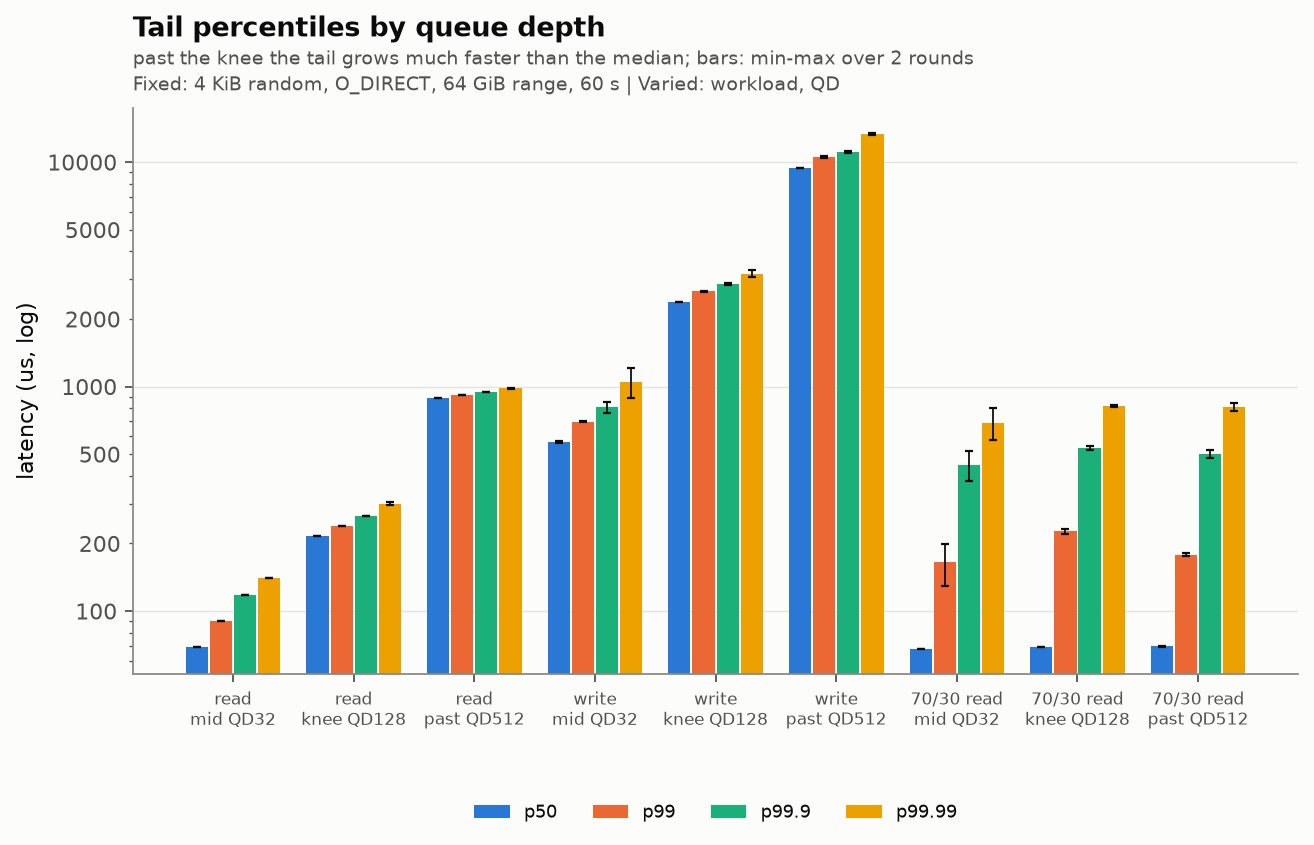 Tail percentiles by queue depth
past the knee the tail grows much faster than the median; bars: min-max over 2 rounds
Fixed: 4 KiB random, O_DIRECT, 64 GiB range, 60 s | Varied: workload, QD
latency (us, log)
10000
5000
2000
1000
500
200
100
read
mid QD32
read
knee QD128
read
past QD512
write
mid QD32
write
knee QD128
write
past QD512
70/30 read
mid QD32
70/30 read
knee QD128
70/30 read
past QD512
p50
p99
p99.9
p99.99